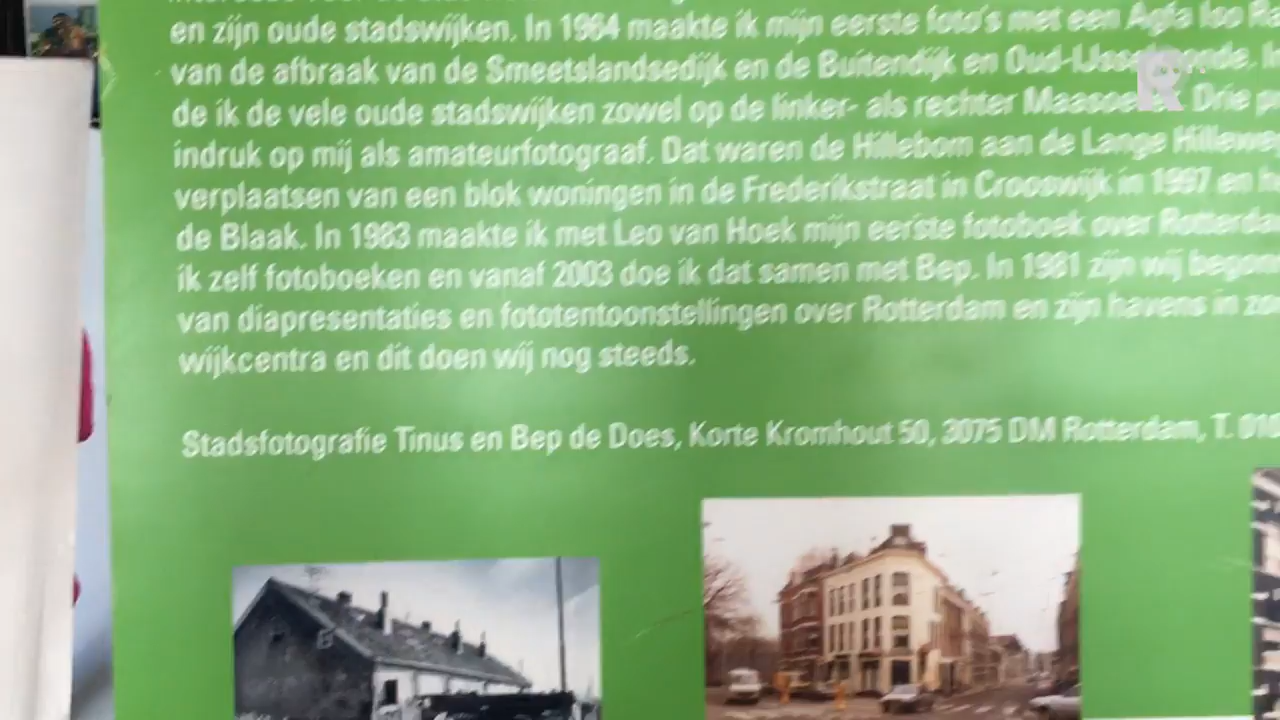 en zijn oude stadswijken. In 1964 maakte ik mijn eerste foto's met een Agfa Iso
van de afbraak van de Smeetslandsedijk en de Buitendijk en Oud-IJsselmonde.
de ik de vele oude stadswijken zowel op de linker- als rechter Maasoever. Drie
indruk op mij als amateurfotograaf. Dat waren de Hillebom aan de Lange
verplaatsen van een blok woningen in de Frederikstraat in Crooswijk in 1997 en
de Blaak. In 1983 maakte ik met Leo van Hoek mijn eerste fotoboek over
ik zelf fotoboeken en vanaf 2003 doe ik dat samen met Bep. In 1981 zijn wij
van diapresentaties en fototentoonstellingen over Rotterdam en zijn havens in
wijkcentra en dit doen wij nog steeds.
Stadsfotografie Tinus en Bep de Does, Korte Kromhout 50, 3075 DM Rotterdam, T. 010
R